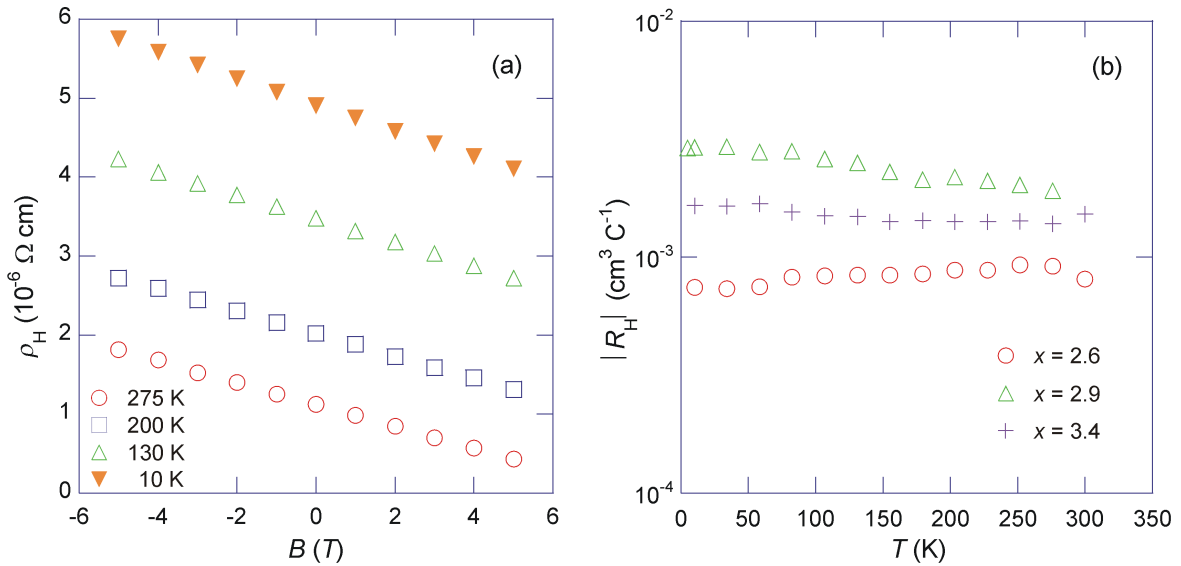 (a)
6
5
4
3
2
1
0
ρH (10-6 Ω cm)
275 K
200 K
130 K
10 K
-6 -4 -2 0 2 4 6
B (T)
(b)
10-2
10-3
10-4
|RH| (cm3 C-1)
x = 2.6
x = 2.9
x = 3.4
0 50 100 150 200 250 300 350
T (K)